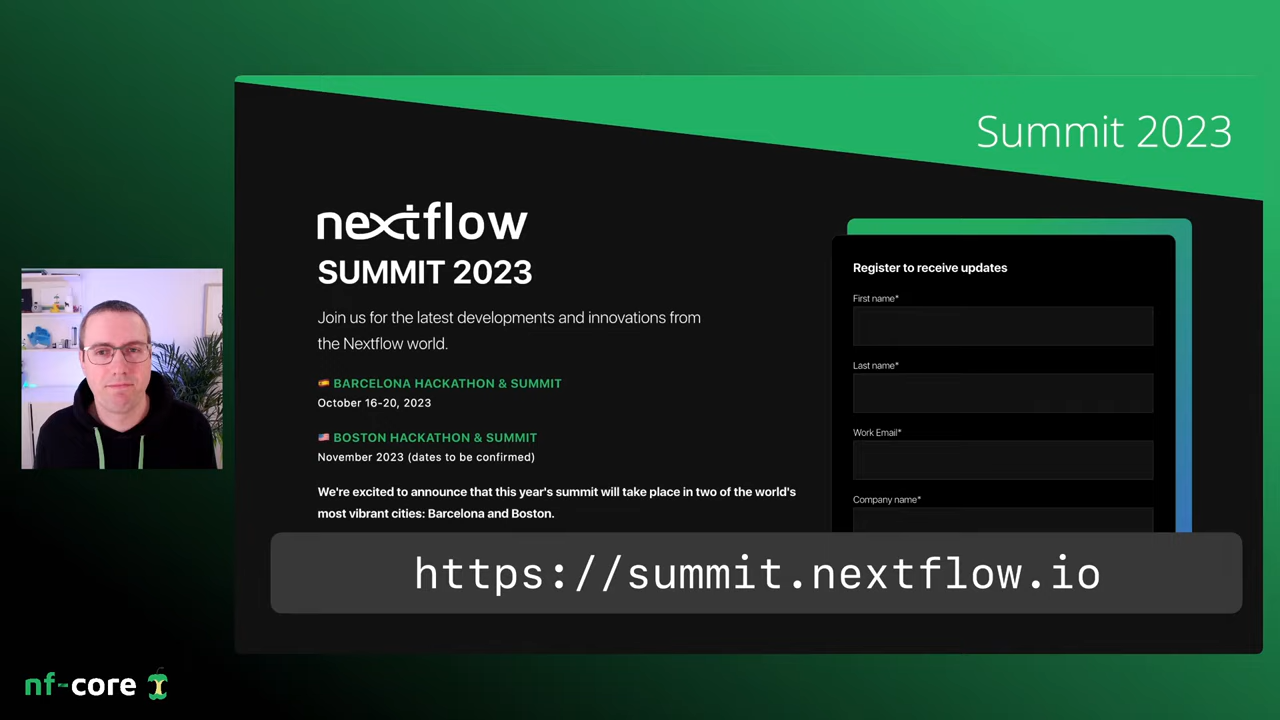 Summit 2023
nextflow
SUMMIT 2023
Join us for the latest developments and innovations from
the Nextflow world.
BARCELONA HACKATHON & SUMMIT
October 16-20, 2023
BOSTON HACKATHON & SUMMIT
November 2023 (dates to be confirmed)
We're excited to announce that this year's summit will take place in two of the world's
most vibrant cities: Barcelona and Boston.
Register to receive updates
First name*
Last name*
Work Email*
Company name*
https://summit.nextflow.io
nf-core